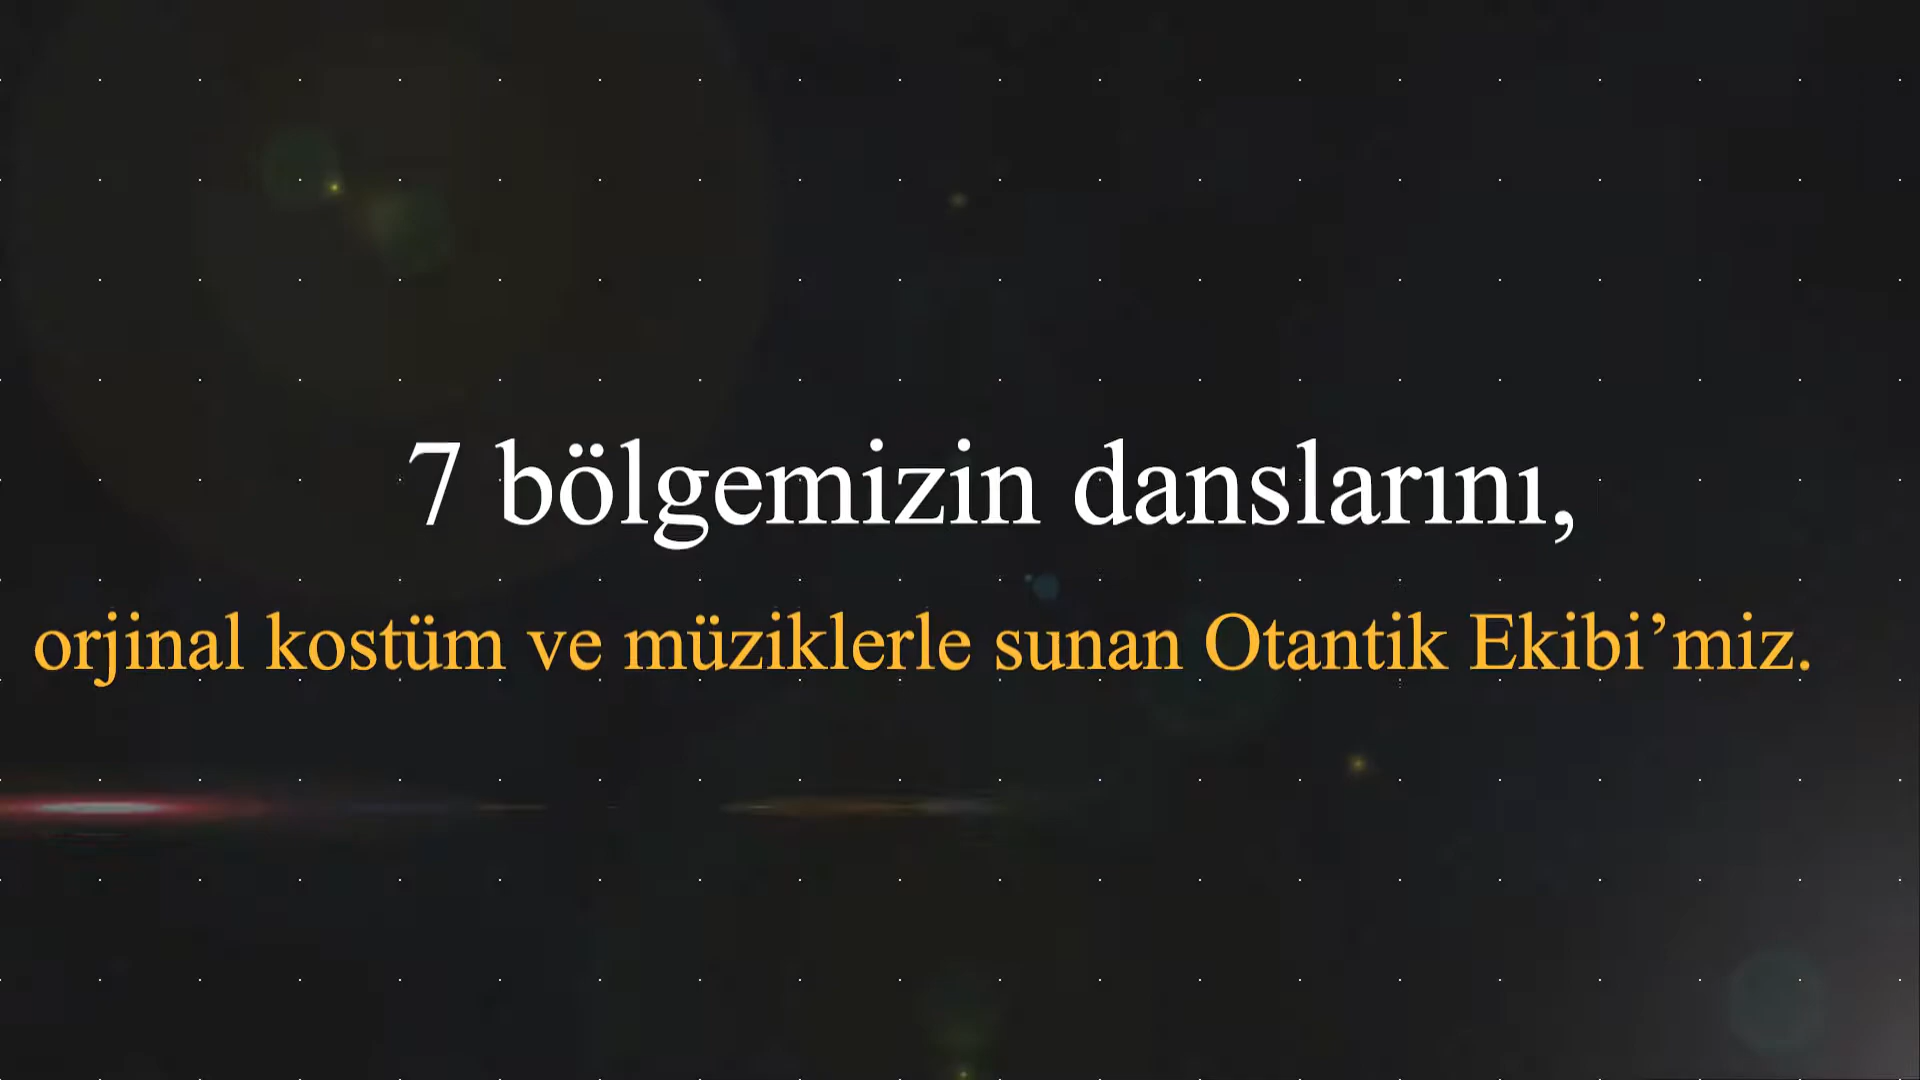 7 bölgemizin danslarını,
orjinal kostüm ve müziklerle sunan Otantik Ekibi’miz.